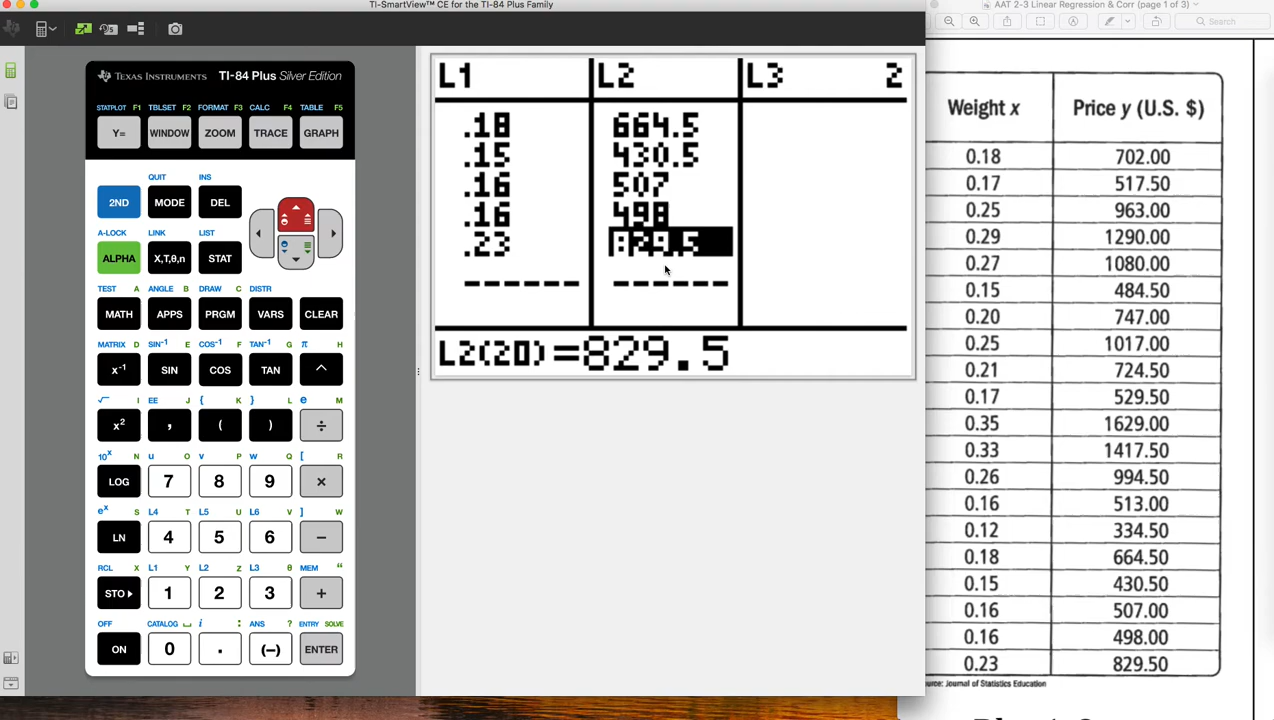 TI-SmartView™ CE for the TI-84 Plus Family
AAT 2-3 Linear Regression & Corr (page 1 of 3)
Search
TEXAS INSTRUMENTS TI-84 Plus Silver Edition
STATPLOT F1 TBLSET F2 FORMAT F3 CALC F4 TABLE F5
Y= WINDOW ZOOM TRACE GRAPH
QUIT INS
2ND MODE DEL
A-LOCK LINK LIST
ALPHA X,T,θ,n STAT
TEST A ANGLE B DRAW C DISTR
MATH APPS PRGM VARS CLEAR
MATRIX D SIN⁻¹ E COS⁻¹ F TAN⁻¹ G π H
x⁻¹ SIN COS TAN ^
√‾ I EE J { K } L e M
x² , ( ) ÷
10ˣ N u O v P w Q [ R
LOG 7 8 9 ×
eˣ S L4 T L5 U L6 V ] W
LN 4 5 6 −
RCL X L1 Y L2 Z L3 θ MEM "
STO▸ 1 2 3 +
OFF CATALOG ␣ i : ANS ? ENTRY SOLVE
ON 0 . (−) ENTER
L1 L2 L3 2
.18 664.5
.15 430.5
.16 507
.16 498
.23 829.5
------ ------
L2(20)=829.5
Weight x Price y (U.S. $)
0.18 702.00
0.17 517.50
0.25 963.00
0.29 1290.00
0.27 1080.00
0.15 484.50
0.20 747.00
0.25 1017.00
0.21 724.50
0.17 529.50
0.35 1629.00
0.33 1417.50
0.26 994.50
0.16 513.00
0.12 334.50
0.18 664.50
0.15 430.50
0.16 507.00
0.16 498.00
0.23 829.50
urce: Journal of Statistics Education